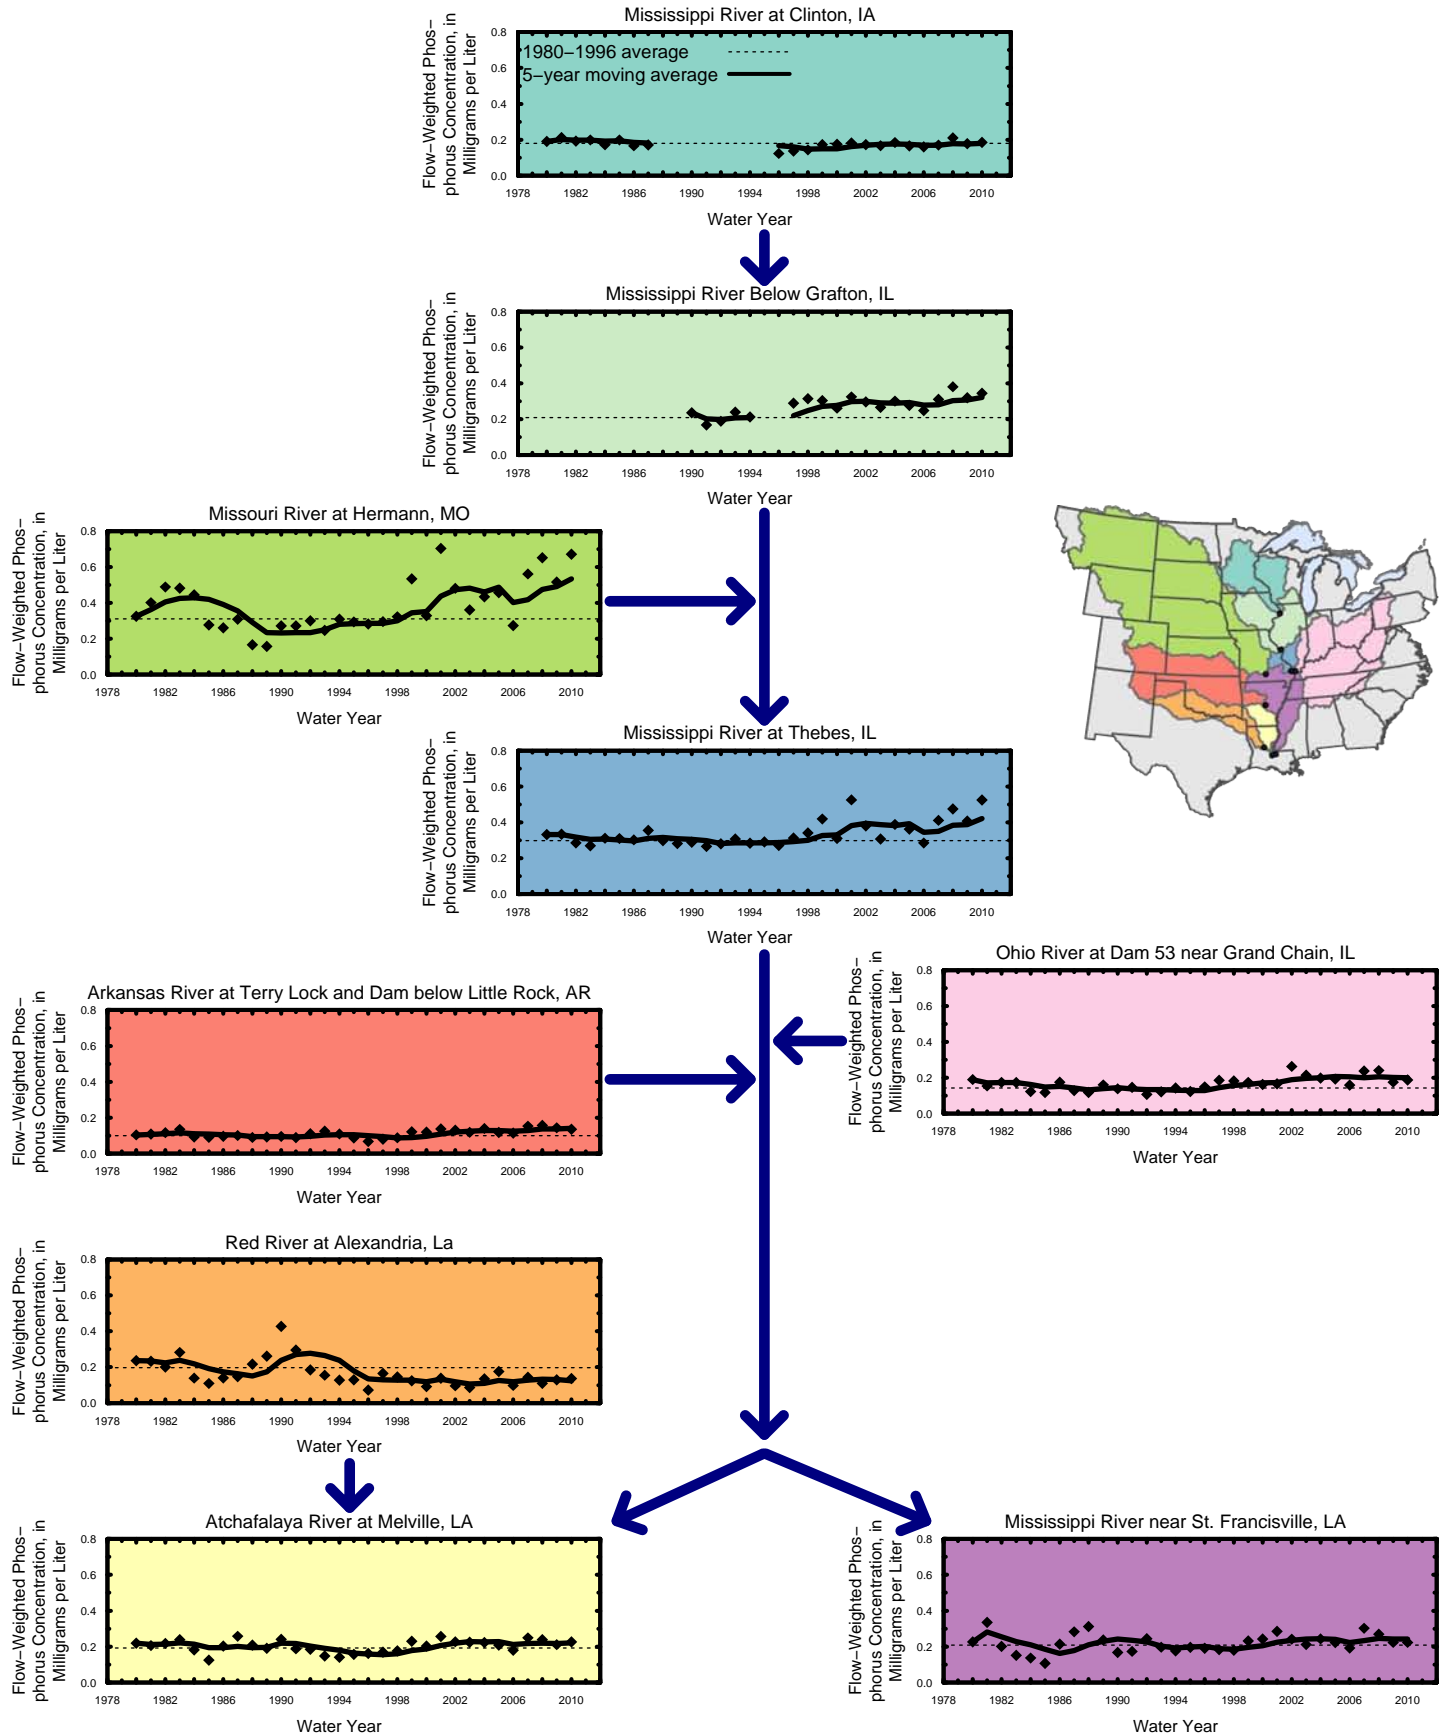 Mississippi River at Clinton, IA
Flow−Weighted Phos−
phorus Concentration, in
Milligrams per Liter
0.8
0.6
0.4
0.2
0.0
1980−1996 average
5−year moving average
1978 1982 1986 1990 1994 1998 2002 2006 2010
Water Year
Mississippi River Below Grafton, IL
Flow−Weighted Phos−
phorus Concentration, in
Milligrams per Liter
0.8
0.6
0.4
0.2
0.0
1978 1982 1986 1990 1994 1998 2002 2006 2010
Water Year
Missouri River at Hermann, MO
Flow−Weighted Phos−
phorus Concentration, in
Milligrams per Liter
0.8
0.6
0.4
0.2
0.0
1978 1982 1986 1990 1994 1998 2002 2006 2010
Water Year
Mississippi River at Thebes, IL
Flow−Weighted Phos−
phorus Concentration, in
Milligrams per Liter
0.8
0.6
0.4
0.2
0.0
1978 1982 1986 1990 1994 1998 2002 2006 2010
Water Year
Ohio River at Dam 53 near Grand Chain, IL
Flow−Weighted Phos−
phorus Concentration, in
Milligrams per Liter
0.8
0.6
0.4
0.2
0.0
1978 1982 1986 1990 1994 1998 2002 2006 2010
Water Year
Arkansas River at Terry Lock and Dam below Little Rock, AR
Flow−Weighted Phos−
phorus Concentration, in
Milligrams per Liter
0.8
0.6
0.4
0.2
0.0
1978 1982 1986 1990 1994 1998 2002 2006 2010
Water Year
Red River at Alexandria, La
Flow−Weighted Phos−
phorus Concentration, in
Milligrams per Liter
0.8
0.6
0.4
0.2
0.0
1978 1982 1986 1990 1994 1998 2002 2006 2010
Water Year
Atchafalaya River at Melville, LA
Flow−Weighted Phos−
phorus Concentration, in
Milligrams per Liter
0.8
0.6
0.4
0.2
0.0
1978 1982 1986 1990 1994 1998 2002 2006 2010
Water Year
Mississippi River near St. Francisville, LA
Flow−Weighted Phos−
phorus Concentration, in
Milligrams per Liter
0.8
0.6
0.4
0.2
0.0
1978 1982 1986 1990 1994 1998 2002 2006 2010
Water Year